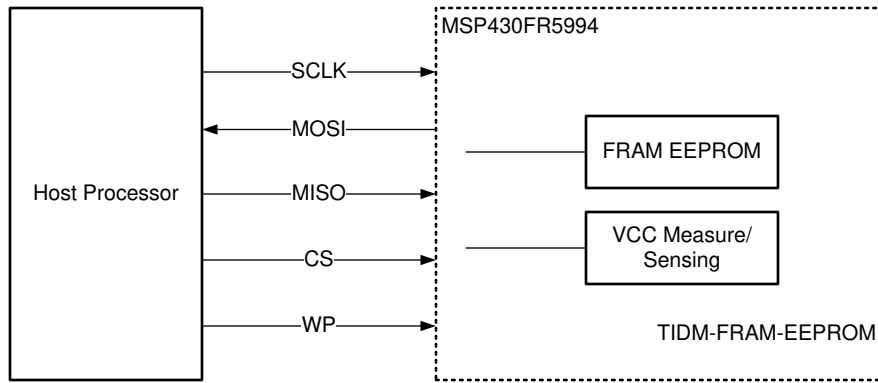 MSP430FR5994
SCLK
MOSI
FRAM EEPROM
Host Processor
MISO
VCC Measure/
Sensing
CS
WP
TIDM-FRAM-EEPROM